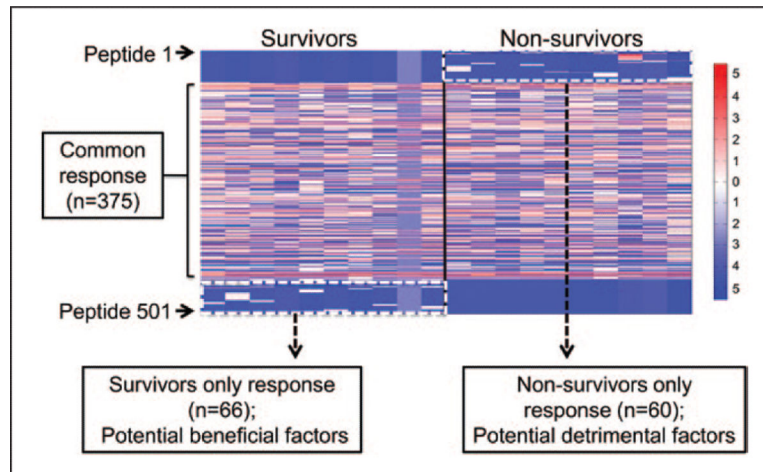 Survivors
Non-survivors
Peptide 1
Common
response
(n=375)
Peptide 501
5
4
3
2
1
0
1
2
3
4
5
Survivors only response
(n=66);
Potential beneficial factors
Non-survivors only
response (n=60);
Potential detrimental factors